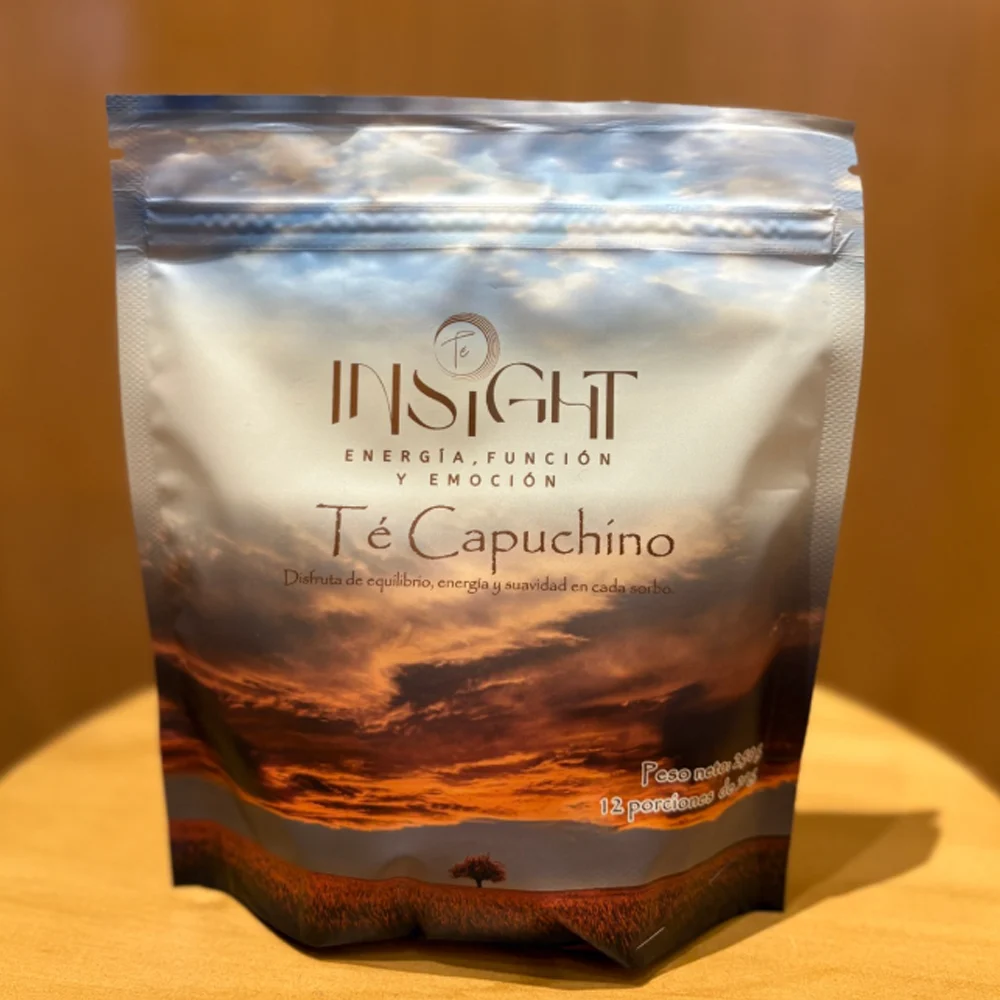 Té
INSiGHT
ENERGÍA, FUNCIÓN
Y EMOCIÓN
Té Capuchino
Disfruta de equilibrio, energía y suavidad en cada sorbo.
Peso neto:
12 porciones de